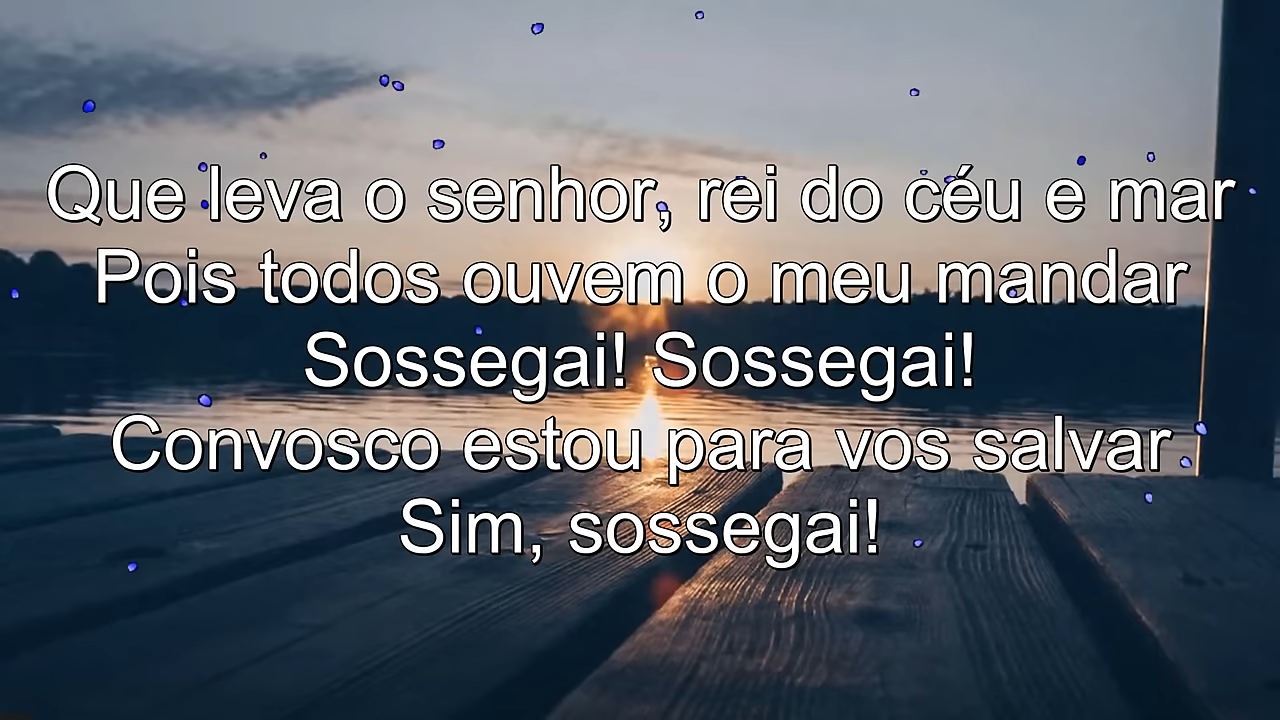 Que leva o senhor, rei do céu e mar
Pois todos ouvem o meu mandar
Sossegai! Sossegai!
Convosco estou para vos salvar
Sim, sossegai!